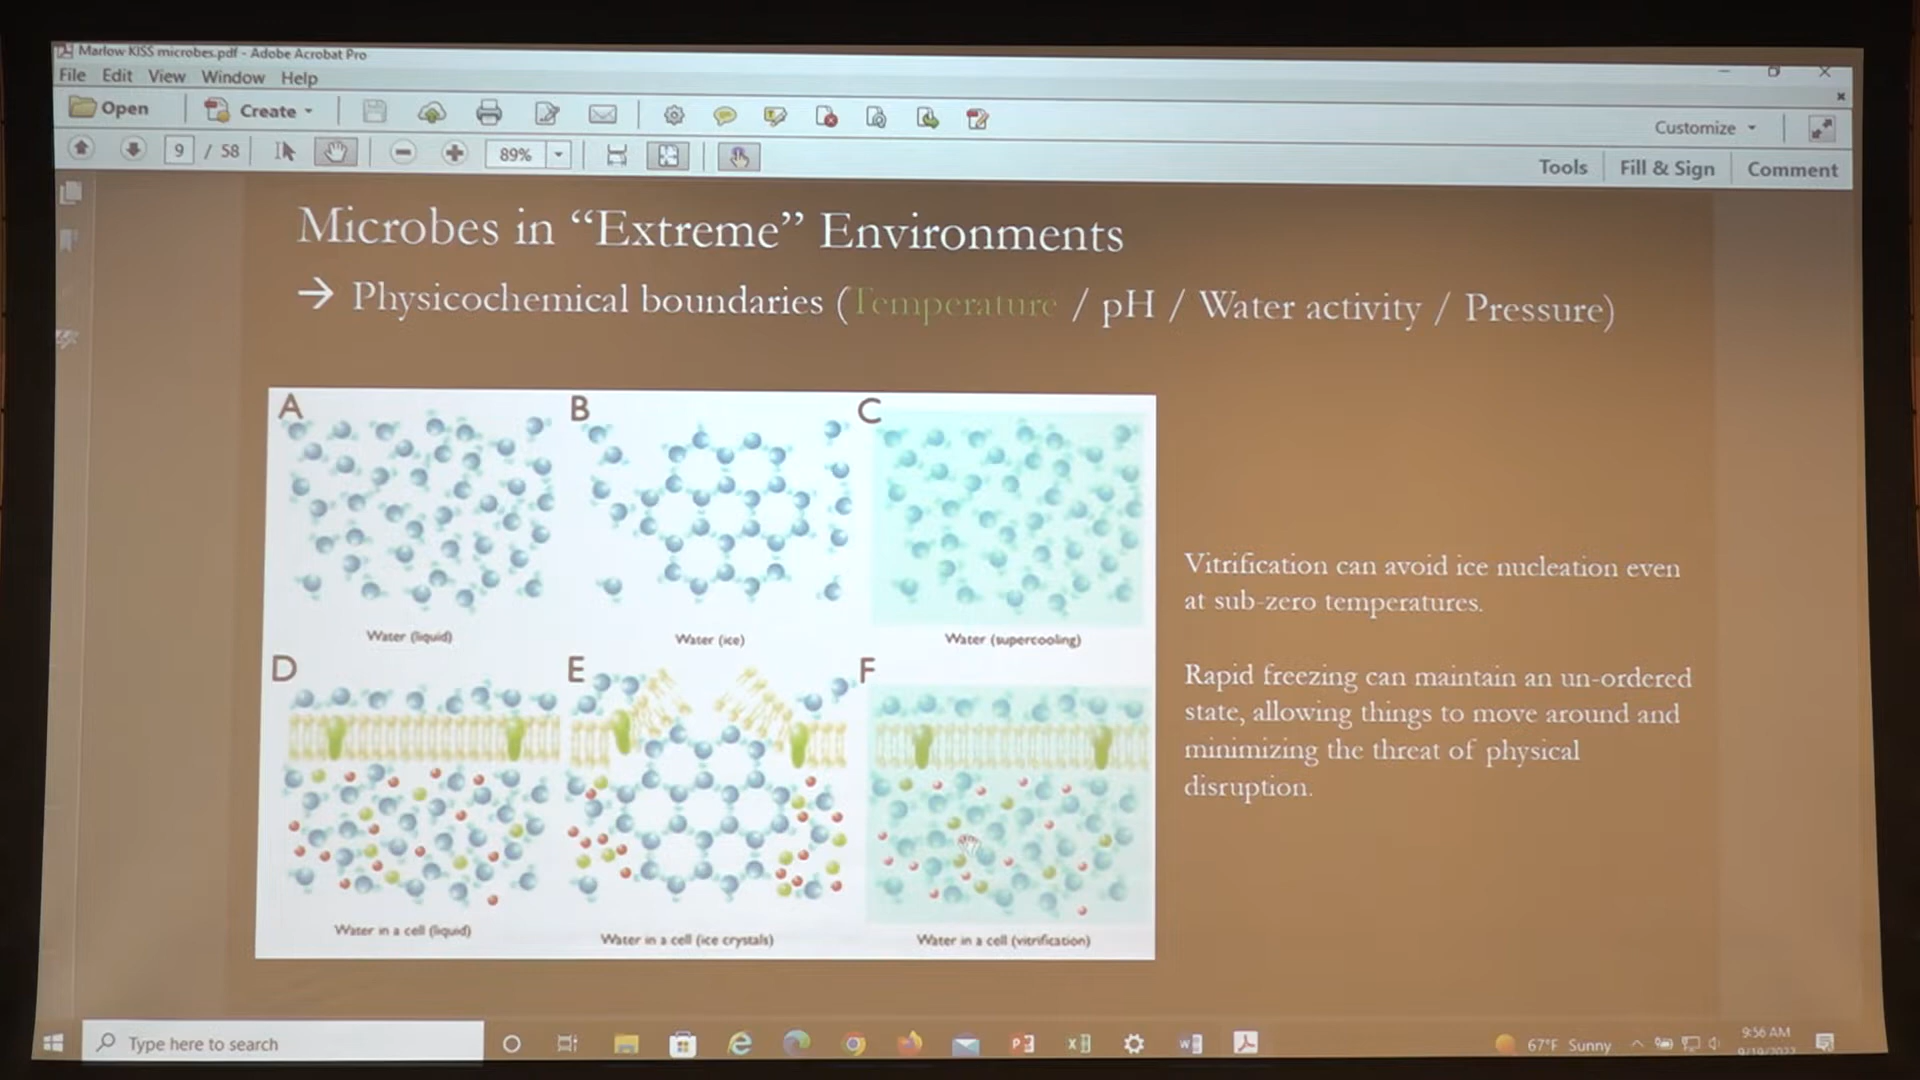 Marlow KISS microbes.pdf - Adobe Acrobat Pro
File Edit View Window Help
Open Create
Customize
9 / 58 89%
Tools Fill & Sign Comment
Microbes in “Extreme” Environments
→ Physicochemical boundaries (Temperature / pH / Water activity / Pressure)
A B C
Water (liquid) Water (ice) Water (supercooling)
D E F
Water in a cell (liquid) Water in a cell (ice crystals) Water in a cell (vitrification)
Vitrification can avoid ice nucleation even
at sub-zero temperatures.
Rapid freezing can maintain an un-ordered
state, allowing things to move around and
minimizing the threat of physical
disruption.
Type here to search
67°F Sunny
9:56 AM